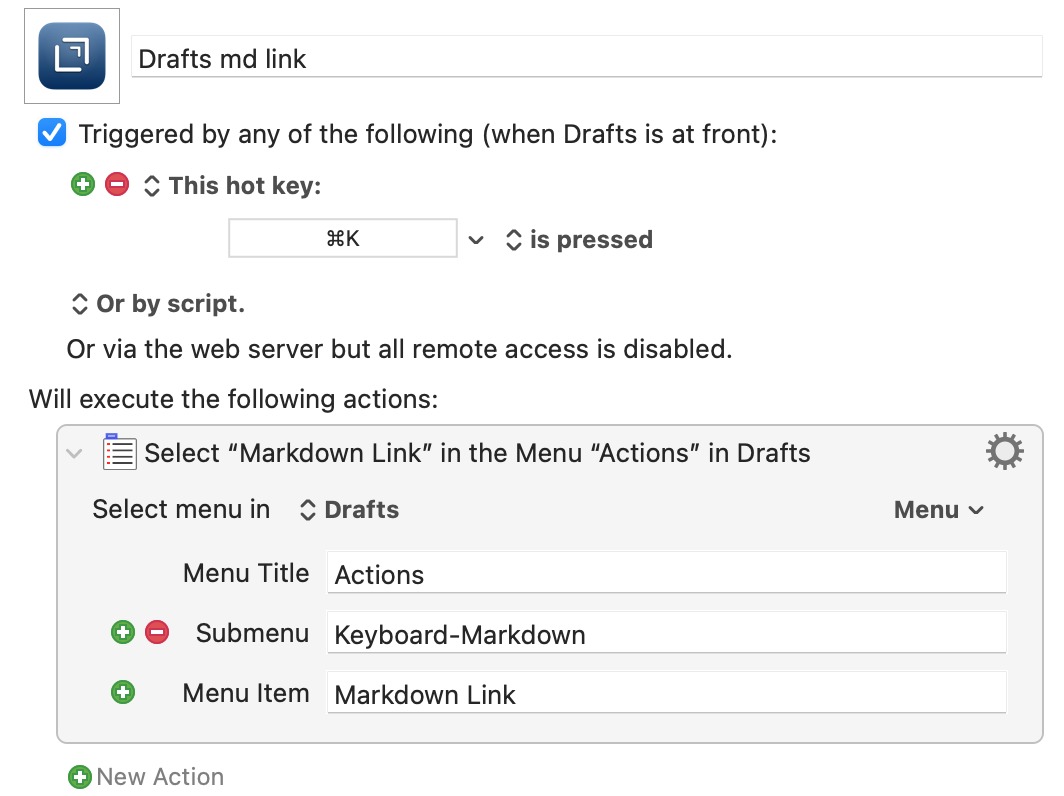 Drafts md link
Triggered by any of the following (when Drafts is at front):
This hot key:
⌘K is pressed
Or by script.
Or via the web server but all remote access is disabled.
Will execute the following actions:
Select “Markdown Link” in the Menu “Actions” in Drafts
Select menu in Drafts Menu
Menu Title Actions
Submenu Keyboard-Markdown
Menu Item Markdown Link
New Action